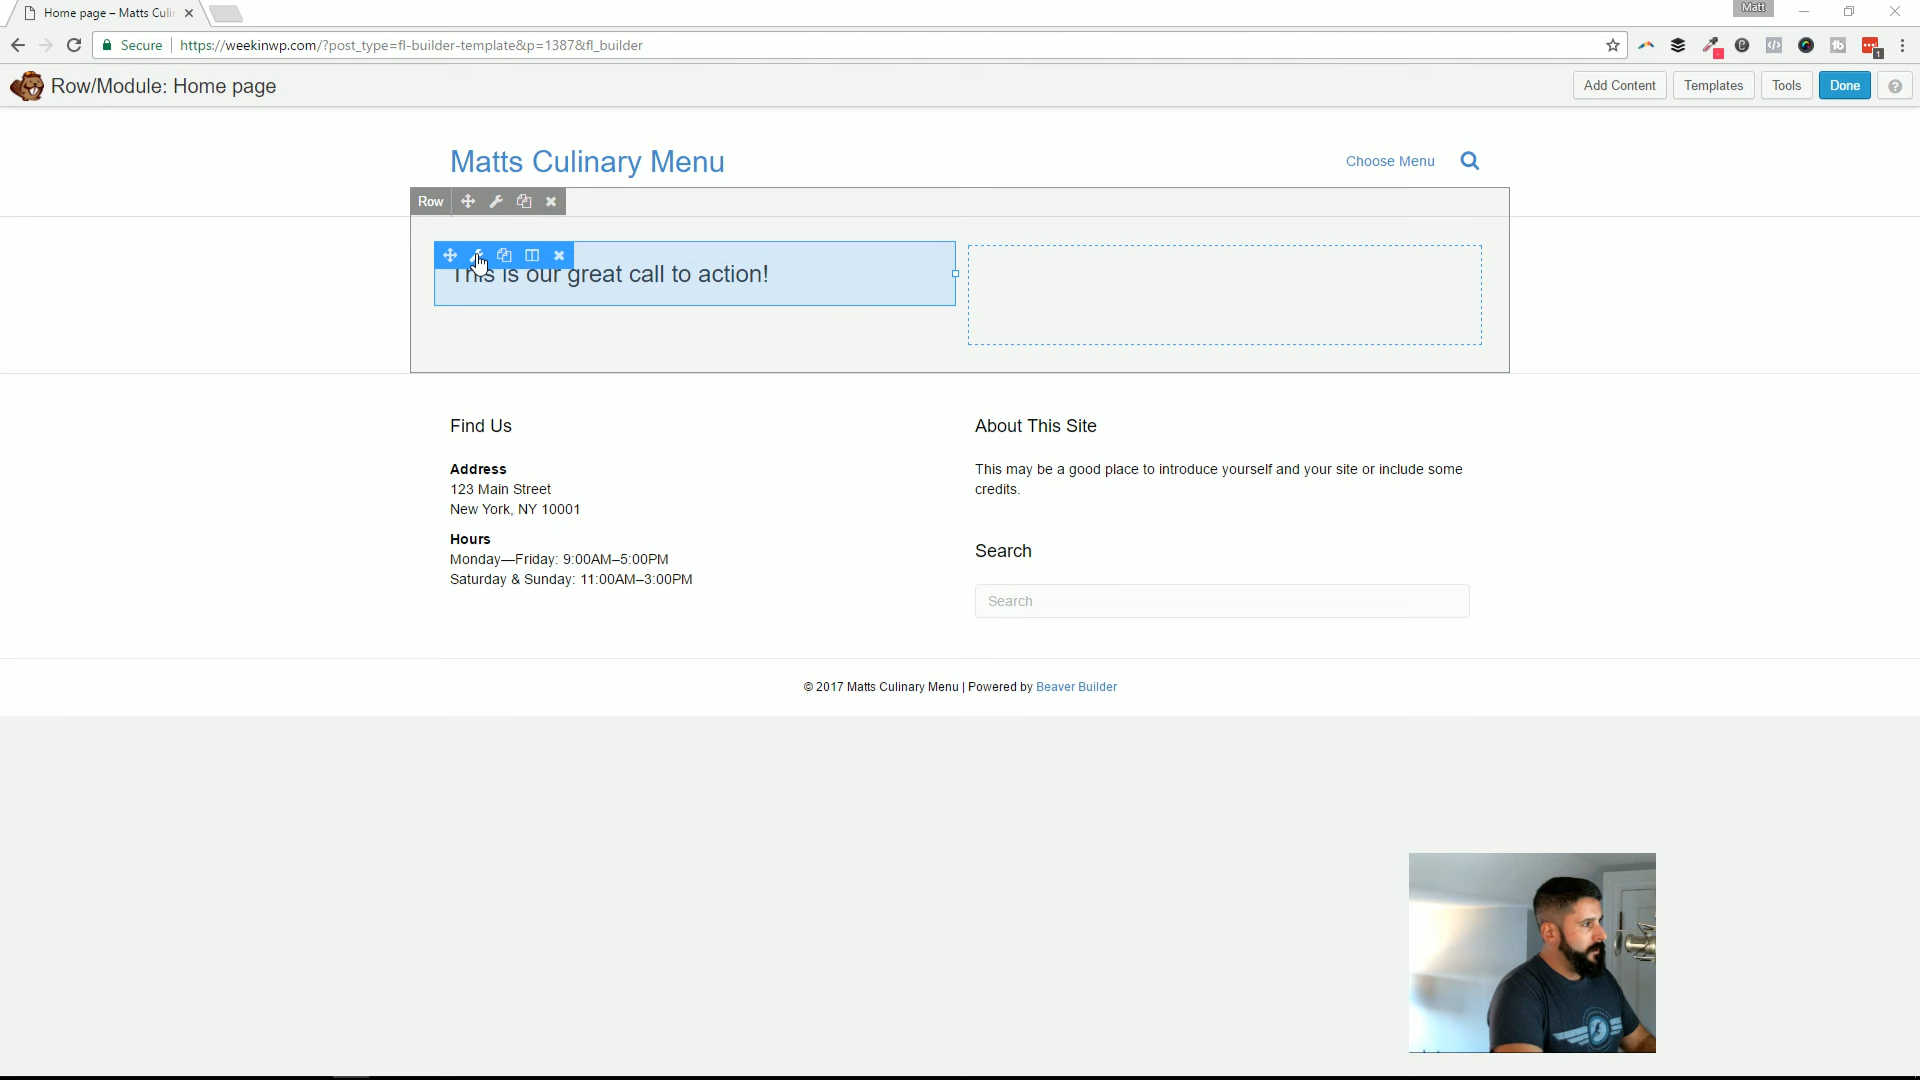 Home page – Matts Culi
Matt
Secure
https://weekinwp.com/?post_type=fl-builder-template&p=1387&fl_builder
1
Row/Module: Home page
Add Content
Templates
Tools
Done
?
Matts Culinary Menu
Choose Menu
Row
This is our great call to action!
Find Us
About This Site
Address
123 Main Street
New York, NY 10001
This may be a good place to introduce yourself and your site or include some
credits.
Hours
Monday—Friday: 9:00AM–5:00PM
Saturday & Sunday: 11:00AM–3:00PM
Search
Search
© 2017 Matts Culinary Menu | Powered by Beaver Builder